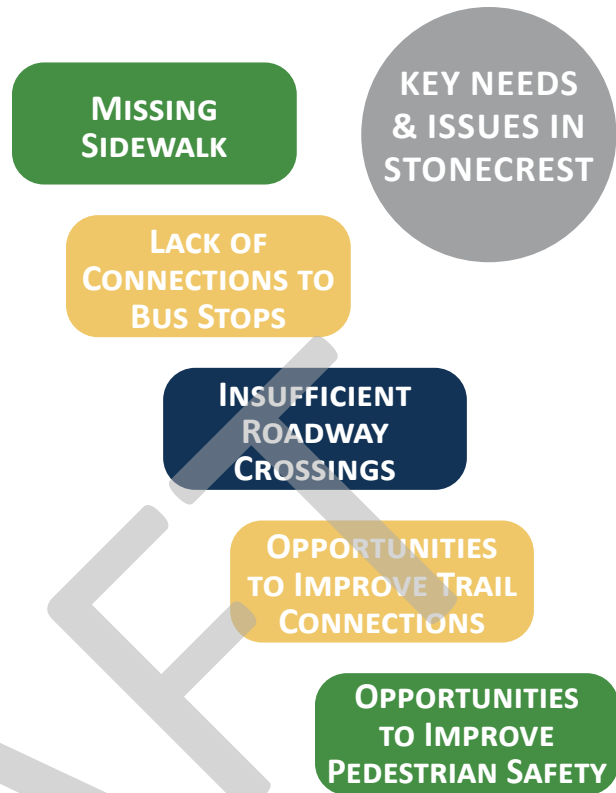 KEY NEEDS
& ISSUES IN
STONECREST
MISSING
SIDEWALK
LACK OF
CONNECTIONS TO
BUS STOPS
INSUFFICIENT
ROADWAY
CROSSINGS
OPPORTUNITIES
TO IMPROVE TRAIL
CONNECTIONS
OPPORTUNITIES
TO IMPROVE
PEDESTRIAN SAFETY